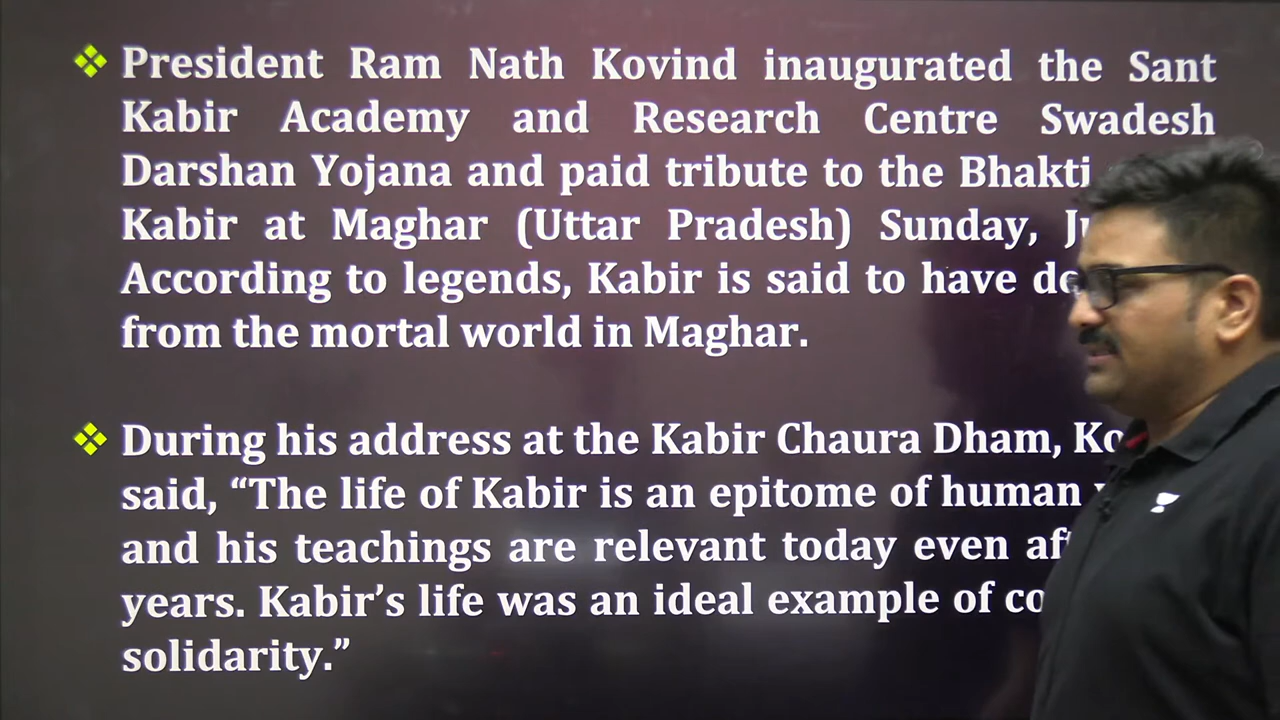 President Ram Nath Kovind inaugurated the Sant
Kabir Academy and Research Centre Swadesh
Darshan Yojana and paid tribute to the Bhakti
Kabir at Maghar (Uttar Pradesh) Sunday,
According to legends, Kabir is said to have
from the mortal world in Maghar.
During his address at the Kabir Chaura Dham,
said, “The life of Kabir is an epitome of human
and his teachings are relevant today even
years. Kabir’s life was an ideal example of
solidarity.”